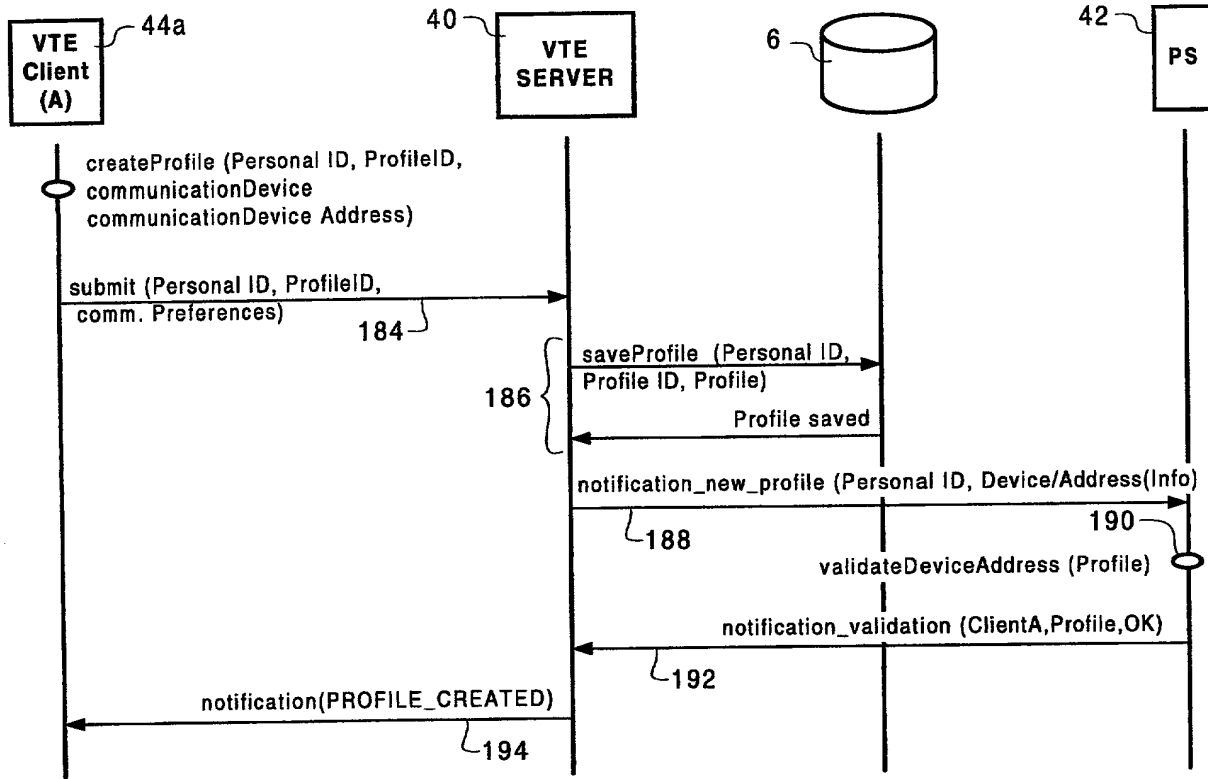 44a
VTE
Client
(A)
40
VTE
SERVER
6
42
PS
createProfile (Personal ID, ProfileID,
communicationDevice
communicationDevice Address)
submit (Personal ID, ProfileID,
comm. Preferences)
184
saveProfile (Personal ID,
Profile ID, Profile)
186
Profile saved
notification_new_profile (Personal ID, Device/Address(Info)
188
190
validateDeviceAddress (Profile)
notification_validation (ClientA,Profile,OK)
192
notification(PROFILE_CREATED)
194